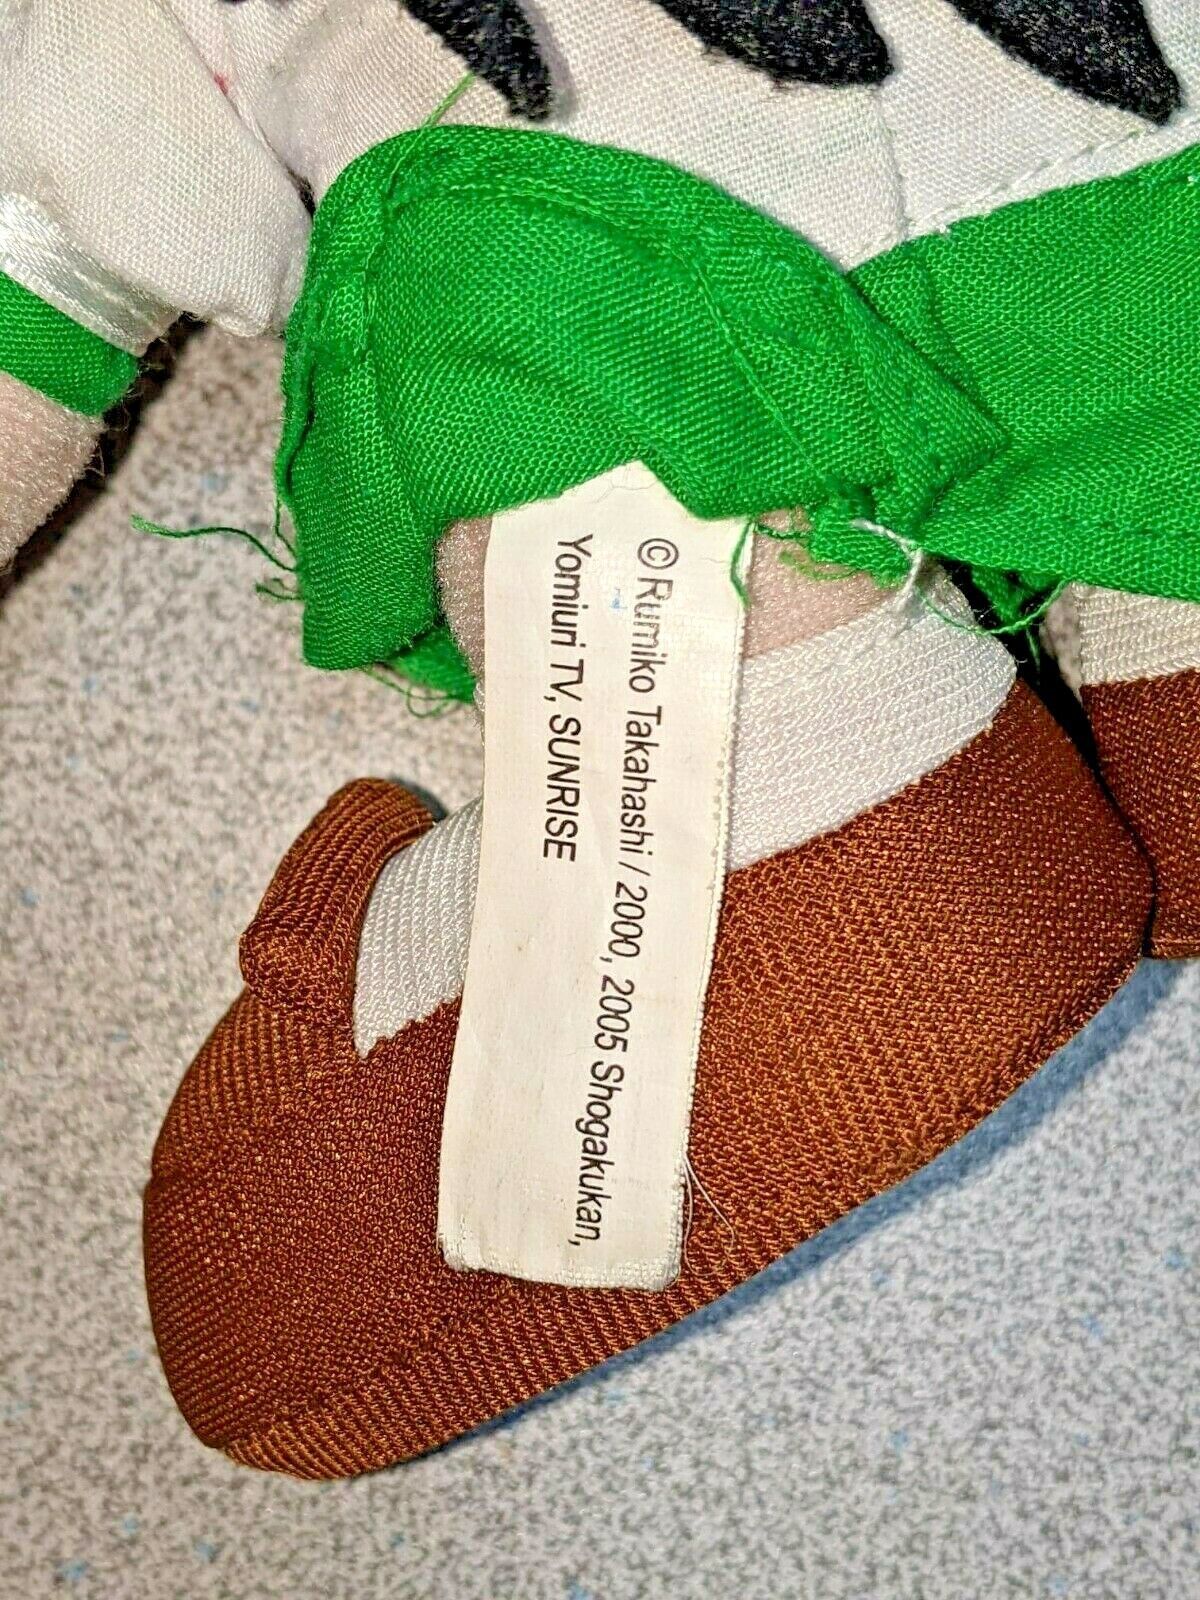 © Rumiko Takahashi / 2000, 2005 Shogakukan,
Yomiuri TV, SUNRISE